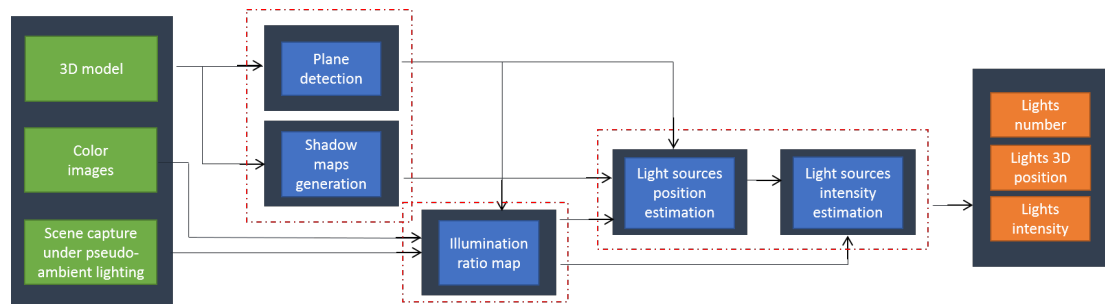 3D model
Color
images
Scene capture
under pseudo-
ambient lighting
Plane
detection
Shadow
maps
generation
Illumination
ratio map
Light sources
position
estimation
Light sources
intensity
estimation
Lights
number
Lights 3D
position
Lights
intensity